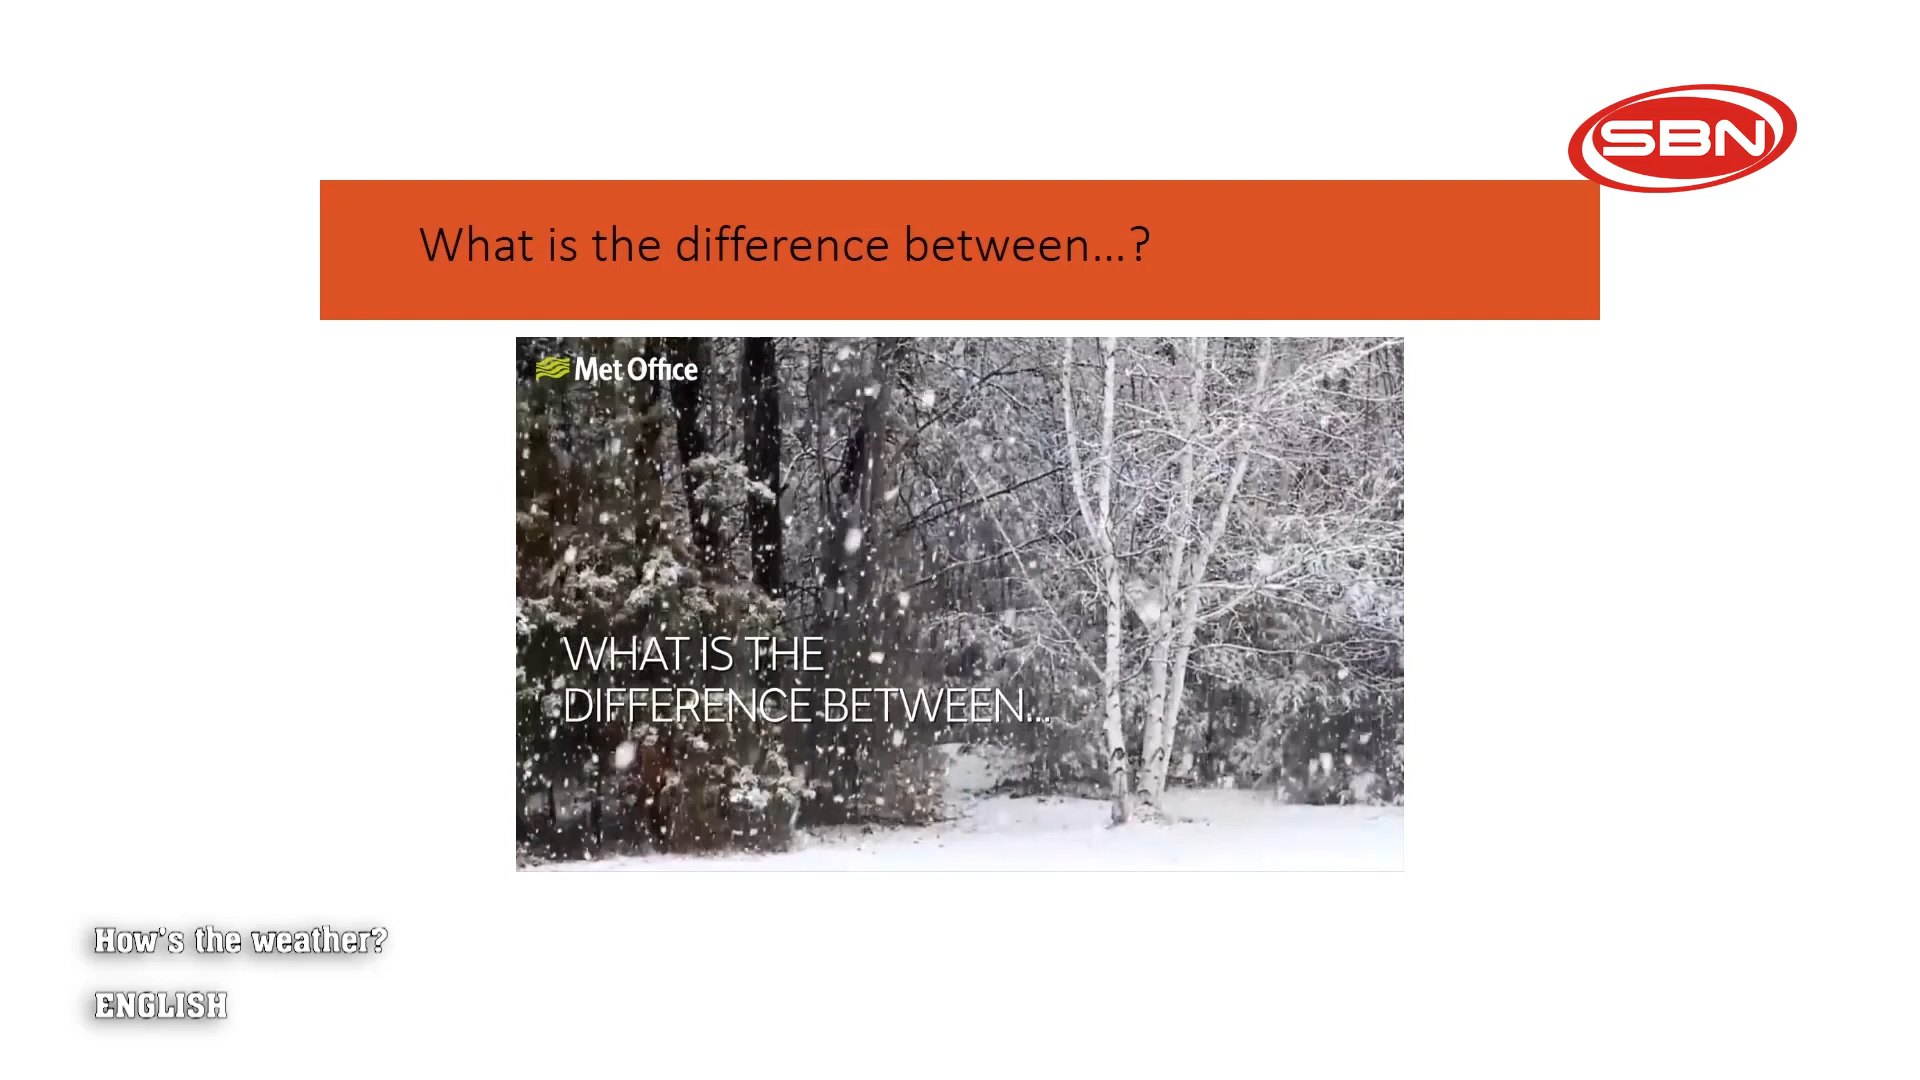 SBN
What is the difference between...?
Met Office
WHAT IS THE
DIFFERENCE BETWEEN...
How's the weather?
ENGLISH